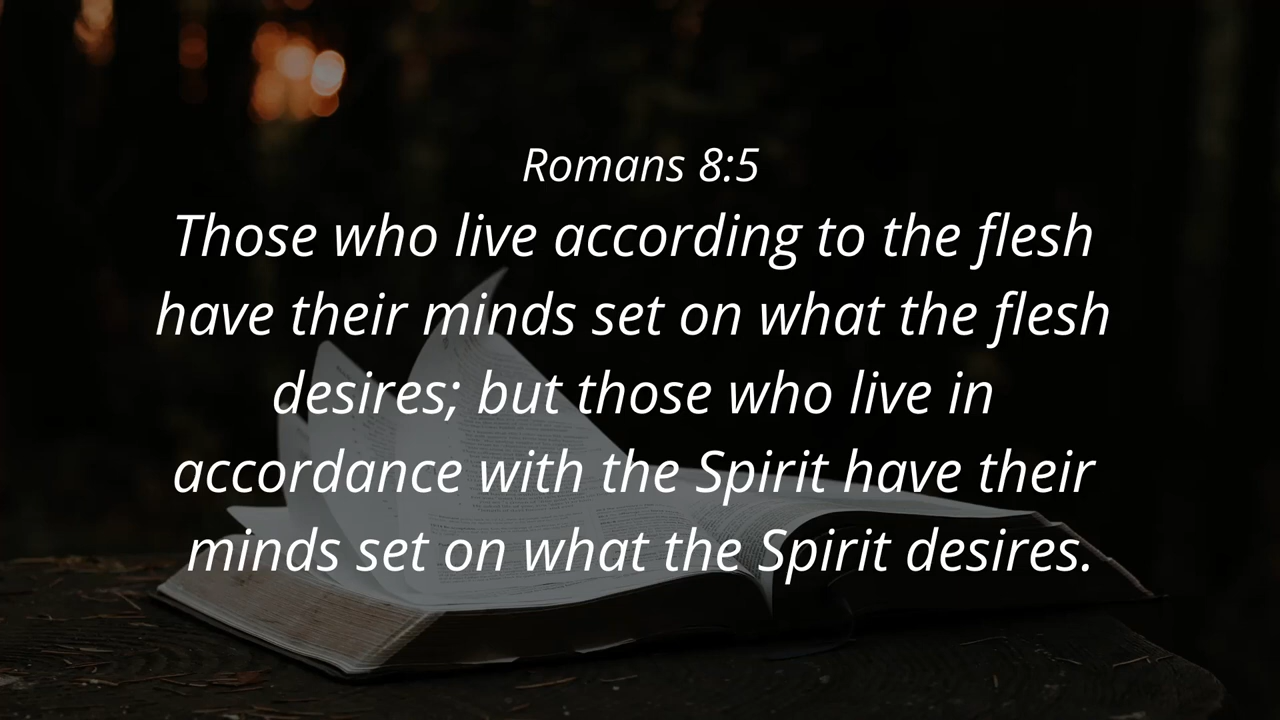 Romans 8:5
Those who live according to the flesh
have their minds set on what the flesh
desires; but those who live in
accordance with the Spirit have their
minds set on what the Spirit desires.